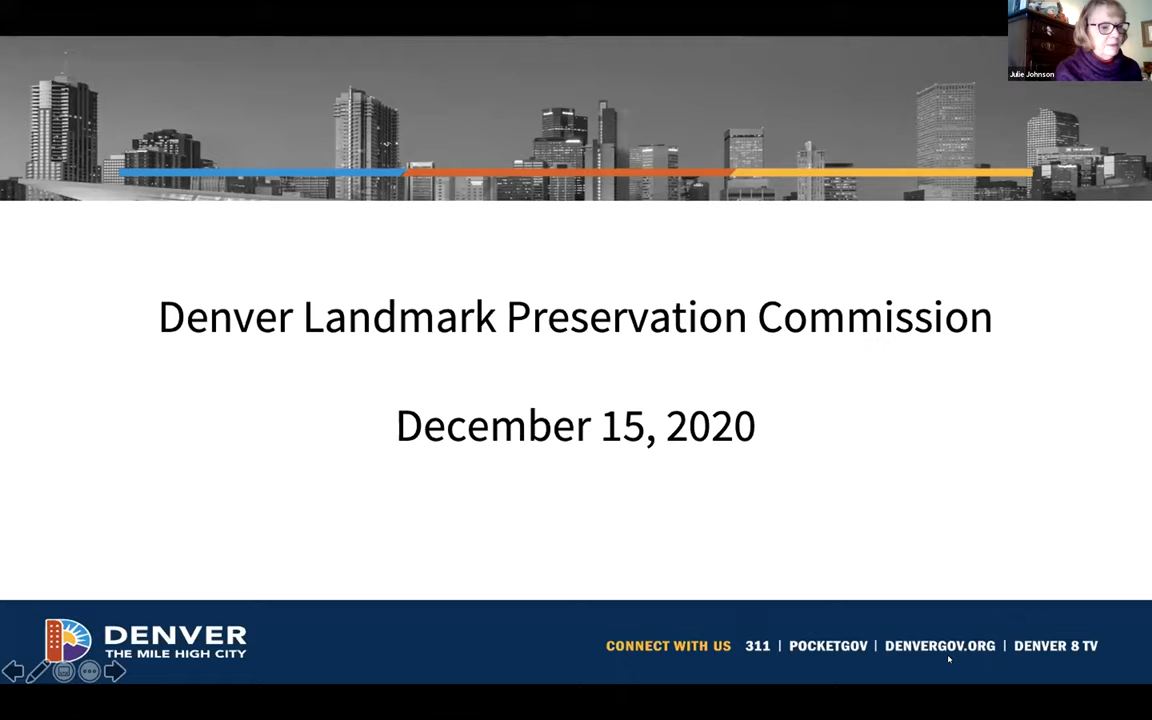 Julie Johnson
Denver Landmark Preservation Commission
December 15, 2020
DENVER
THE MILE HIGH CITY
CONNECT WITH US 311 | POCKETGOV | DENVERGOV.ORG | DENVER 8 TV